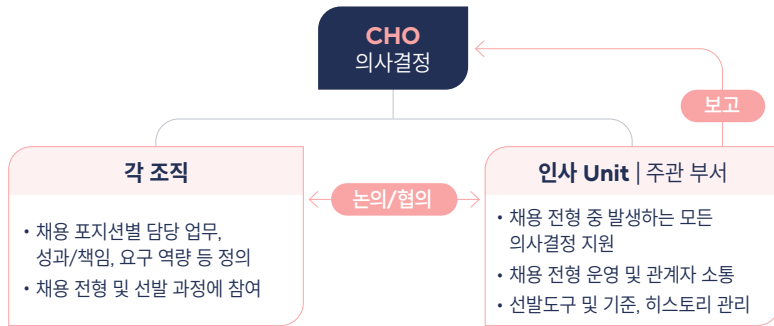 CHO
의사결정
보고
각 조직
• 채용 포지션별 담당 업무,
성과/책임, 요구 역량 등 정의
• 채용 전형 및 선발 과정에 참여
논의/협의
인사 Unit | 주관 부서
• 채용 전형 중 발생하는 모든
의사결정 지원
• 채용 전형 운영 및 관계자 소통
• 선발도구 및 기준, 히스토리 관리